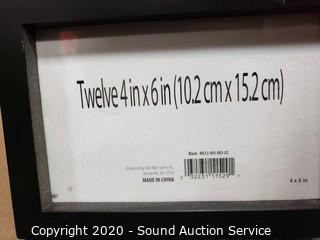 Twelve 4 in x 6 in (10.2 cm x 15.2 cm)
MADE IN CHINA
4 x 6 in
Copyright 2020 - Sound Auction Service